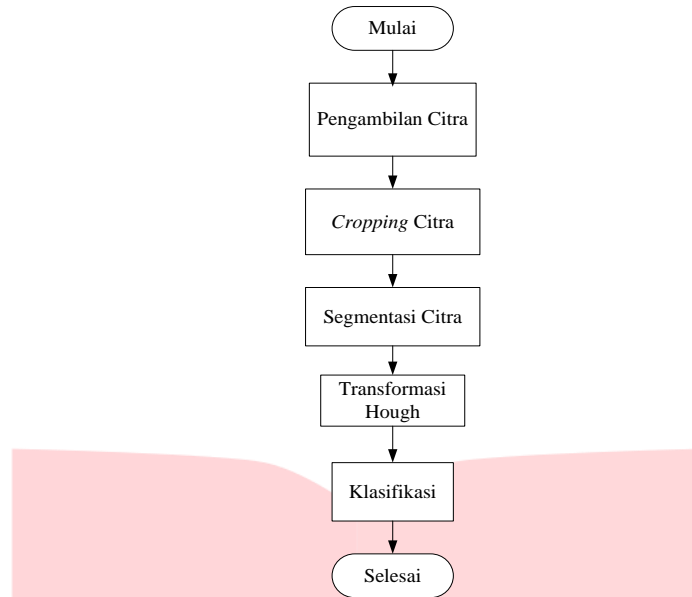 Mulai
Pengambilan Citra
Cropping Citra
Segmentasi Citra
Transformasi
Hough
Klasifikasi
Selesai